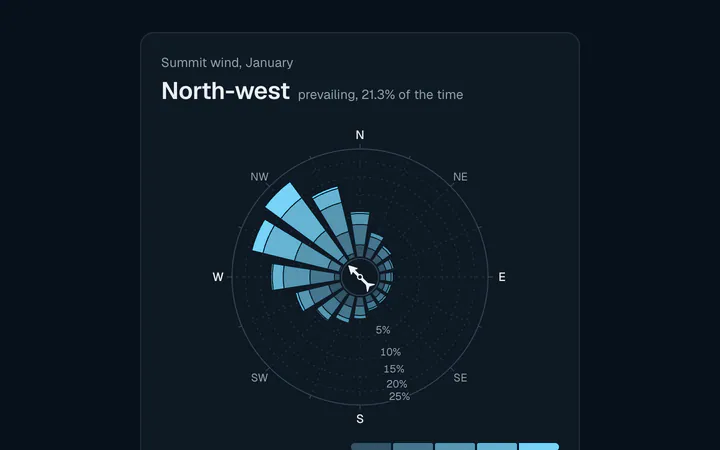 Summit wind, January
North-west prevailing, 21.3% of the time
N
NW
NE
W
E
5%
10%
15%
SW
SE
20%
25%
S